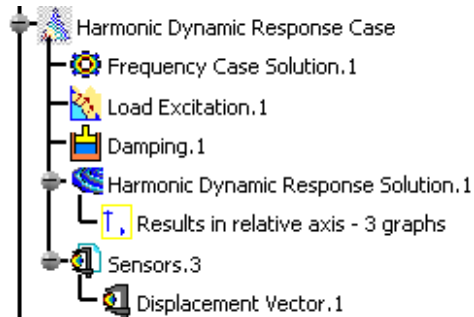 Harmonic Dynamic Response Case
Frequency Case Solution.1
Load Excitation.1
Damping.1
Harmonic Dynamic Response Solution.1
Results in relative axis - 3 graphs
Sensors.3
Displacement Vector.1